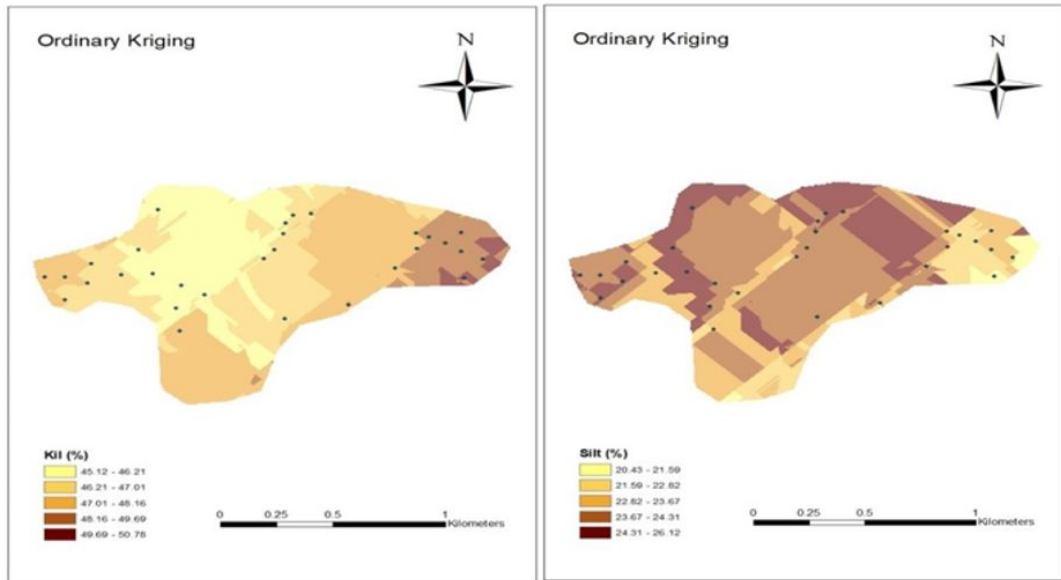 Ordinary Kriging
N
Kil (%)
45.12 - 46.21
46.21 - 47.01
47.01 - 48.16
48.16 - 49.69
49.69 - 50.78
0 0.25 0.5 1
Kilometers
Ordinary Kriging
N
Silt (%)
20.43 - 21.59
21.59 - 22.82
22.82 - 23.67
23.67 - 24.31
24.31 - 26.12
0 0.25 0.5 1
Kilometers